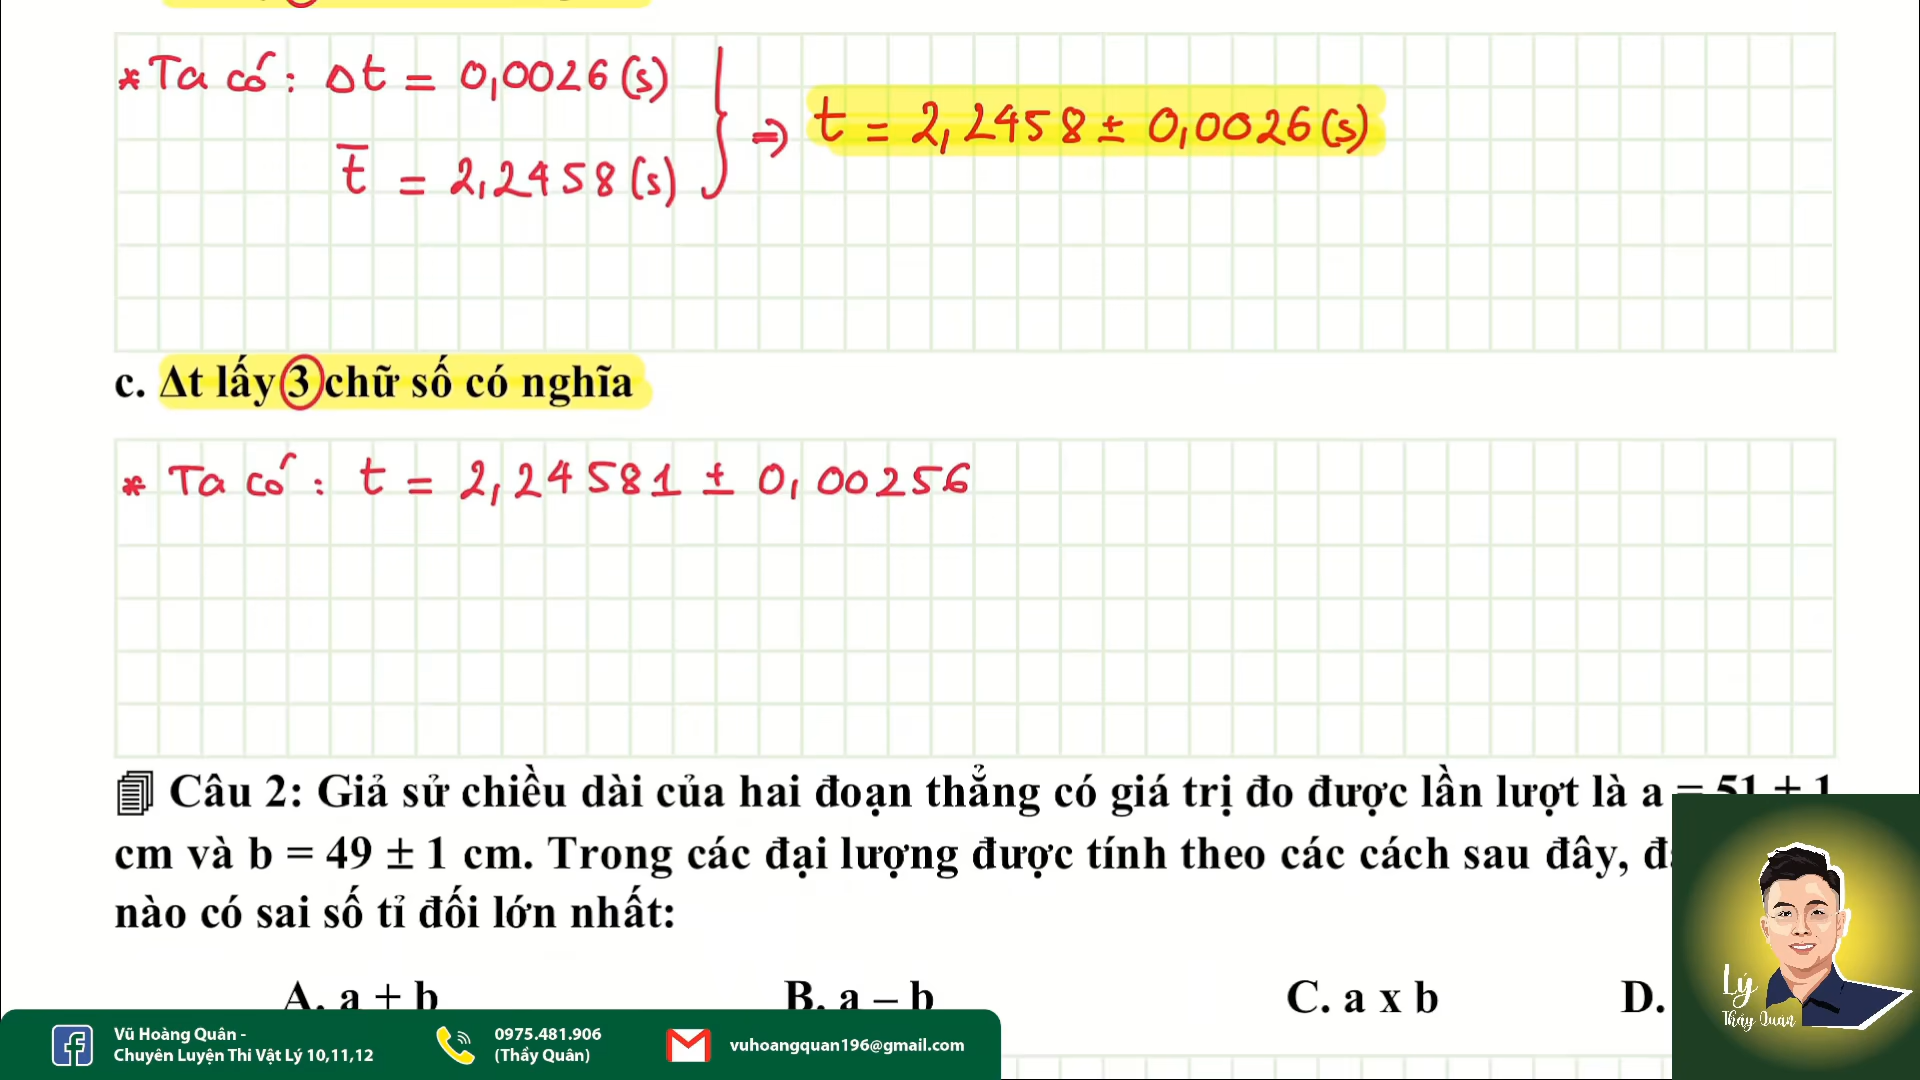 * Ta có: Δt = 0,0026 (s)
t̄ = 2,2458 (s)
⇒ t = 2,2458 ± 0,0026 (s)
c. Δt lấy 3 chữ số có nghĩa
* Ta có: t = 2,24581 ± 0,00256
Câu 2: Giả sử chiều dài của hai đoạn thẳng có giá trị đo được lần lượt là a = 51 ± 1
cm và b = 49 ± 1 cm. Trong các đại lượng được tính theo các cách sau đây,
nào có sai số tỉ đối lớn nhất:
A. a + b B. a – b C. a x b D.
Vũ Hoàng Quân -
Chuyên Luyện Thi Vật Lý 10,11,12
0975.481.906
(Thầy Quân)
vuhoangquan196@gmail.com
Lý
Thầy Quân